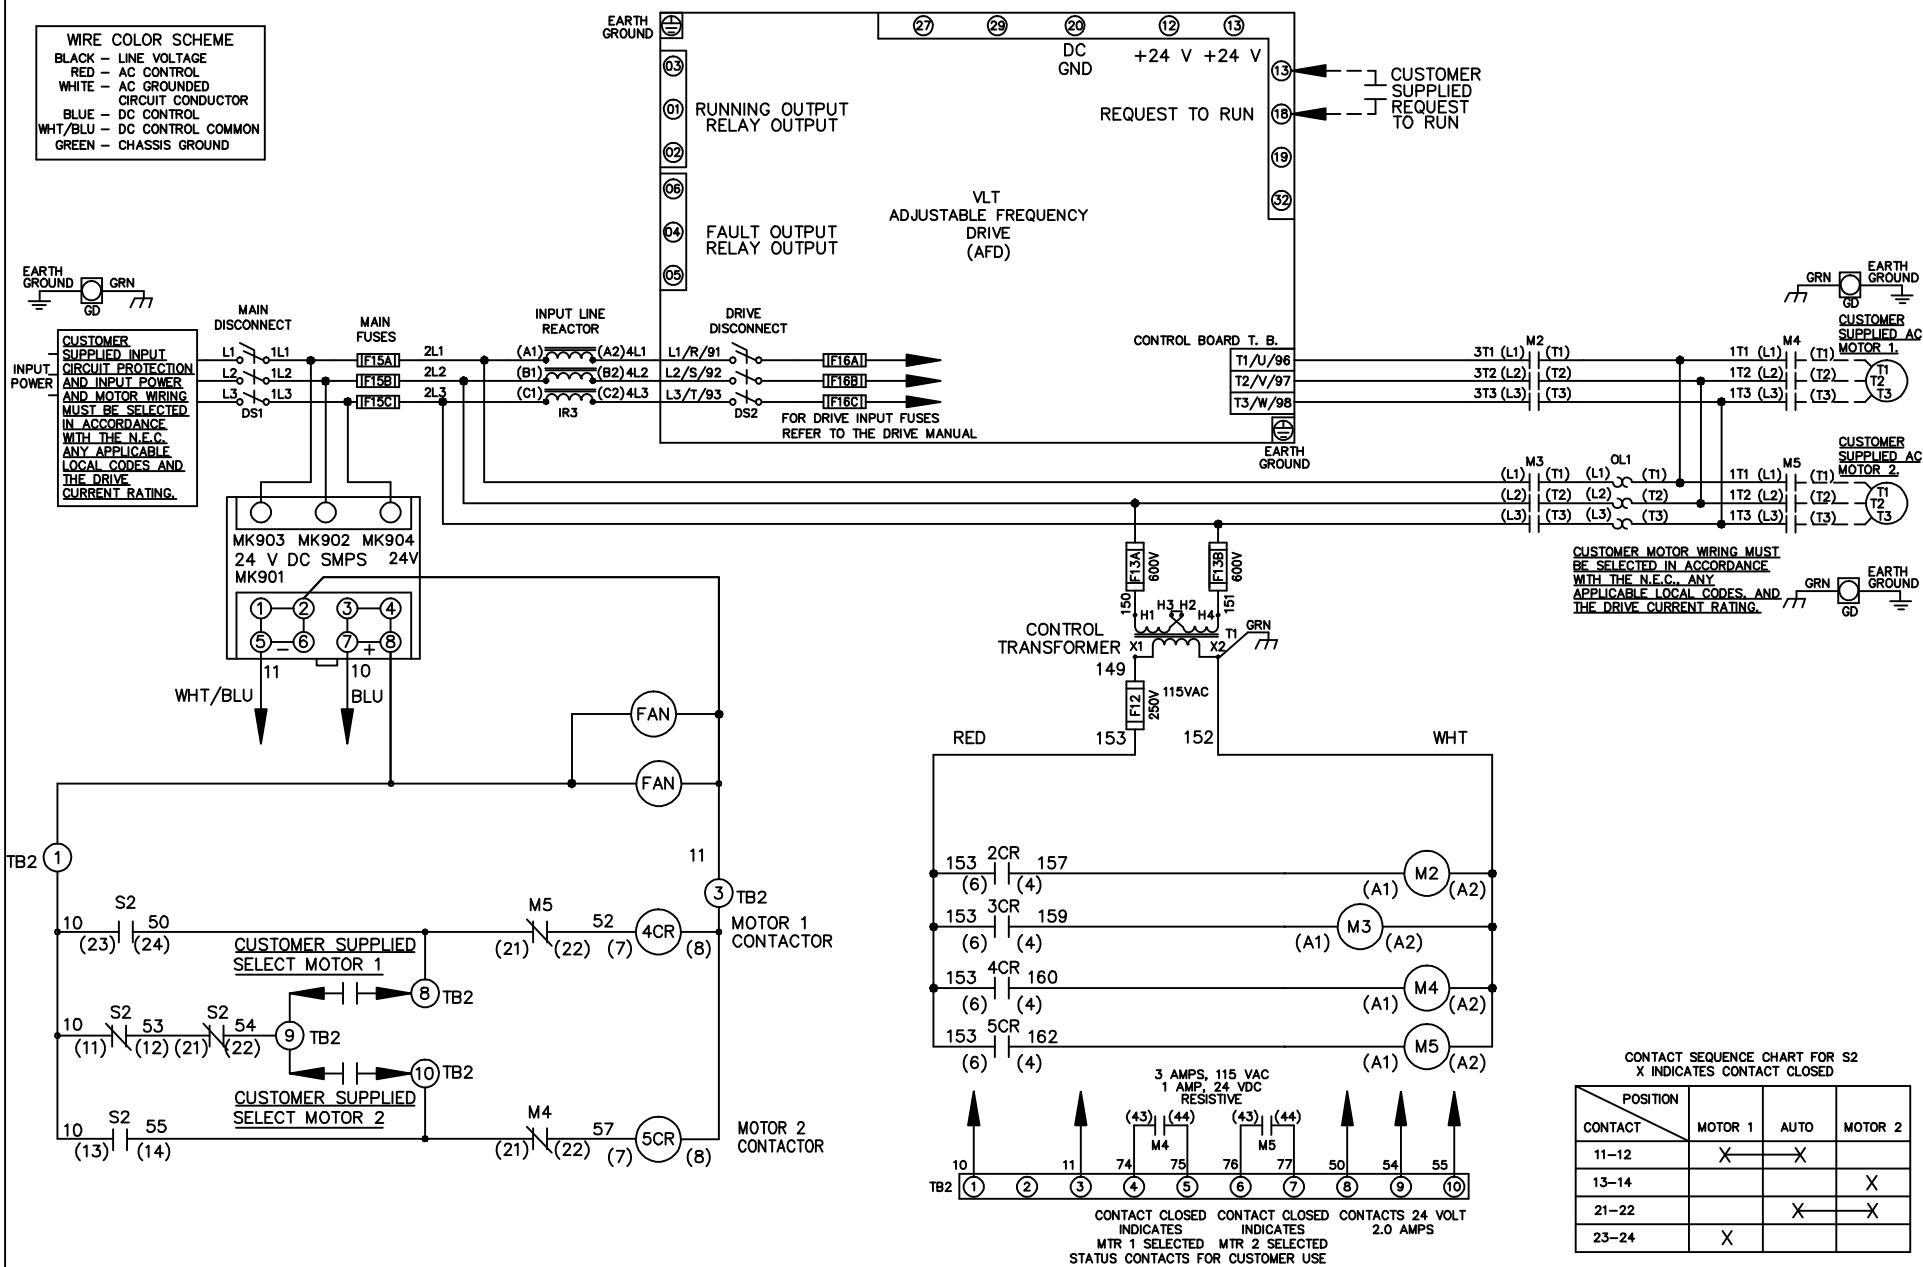 WIRE COLOR SCHEME
BLACK – LINE VOLTAGE
RED – AC CONTROL
WHITE – AC GROUNDED
CIRCUIT CONDUCTOR
BLUE – DC CONTROL
WHT/BLU – DC CONTROL COMMON
GREEN – CHASSIS GROUND
EARTH
GROUND
27 29 20 12 13
DC
GND
+24 V +24 V
03
01
02
RUNNING OUTPUT
RELAY OUTPUT
06
04
05
FAULT OUTPUT
RELAY OUTPUT
REQUEST TO RUN
13
18
19
32
CUSTOMER
SUPPLIED
REQUEST
TO RUN
VLT
ADJUSTABLE FREQUENCY
DRIVE
(AFD)
EARTH
GROUND
GRN
GD
INPUT
POWER
CUSTOMER
SUPPLIED INPUT
CIRCUIT PROTECTION
AND INPUT POWER
AND MOTOR WIRING
MUST BE SELECTED
IN ACCORDANCE
WITH THE N.E.C.
ANY APPLICABLE
LOCAL CODES AND
THE DRIVE
CURRENT RATING.
MAIN
DISCONNECT
MAIN
FUSES
INPUT LINE
REACTOR
DRIVE
DISCONNECT
L1 1L1 F15A 2L1 (A1) (A2) 4L1 L1/R/91 F16A
L2 1L2 F15B 2L2 (B1) (B2) 4L2 L2/S/92 F16B
L3 1L3 F15C 2L3 (C1) (C2) 4L3 L3/T/93 F16C
DS1 IR3 DS2
FOR DRIVE INPUT FUSES
REFER TO THE DRIVE MANUAL
CONTROL BOARD T. B.
T1/U/96
T2/V/97
T3/W/98
EARTH
GROUND
M2
3T1 (L1) (T1)
3T2 (L2) (T2)
3T3 (L3) (T3)
GRN
EARTH
GROUND
GD
CUSTOMER
SUPPLIED AC
MOTOR 1.
M4
1T1 (L1) (T1) T1
1T2 (L2) (T2) T2
1T3 (L3) (T3) T3
M3 OL1
(L1) (T1) (L1) (T1)
(L2) (T2) (L2) (T2)
(L3) (T3) (L3) (T3)
CUSTOMER
SUPPLIED AC
MOTOR 2.
M5
1T1 (L1) (T1) T1
1T2 (L2) (T2) T2
1T3 (L3) (T3) T3
CUSTOMER MOTOR WIRING MUST
BE SELECTED IN ACCORDANCE
WITH THE N.E.C., ANY
APPLICABLE LOCAL CODES, AND
THE DRIVE CURRENT RATING.
GRN
EARTH
GROUND
GD
MK903 MK902 MK904
24 V DC SMPS 24V
MK901
1 2 3 4
5 – 6 7 + 8
11 10
WHT/BLU BLU
FAN
FAN
F13A 600V F13B 600V
150 151
H1 H3 H2 H4
CONTROL
TRANSFORMER
T1
X1 X2
GRN
149
F12 250V
115VAC
153 152
RED WHT
TB2 1
11
3 TB2
S2
10 50
(23) (24)
M5
(21) (22)
52
(7) 4CR (8)
MOTOR 1
CONTACTOR
CUSTOMER SUPPLIED
SELECT MOTOR 1
8 TB2
S2 S2
10 53 54
(11) (12) (21) (22)
9 TB2
10 TB2
CUSTOMER SUPPLIED
SELECT MOTOR 2
S2
10 55
(13) (14)
M4
(21) (22)
57
(7) 5CR (8)
MOTOR 2
CONTACTOR
153 2CR 157
(6) (4)
(A1) M2 (A2)
153 3CR 159
(6) (4)
(A1) M3 (A2)
153 4CR 160
(6) (4)
(A1) M4 (A2)
153 5CR 162
(6) (4)
(A1) M5 (A2)
3 AMPS, 115 VAC
1 AMP, 24 VDC
RESISTIVE
(43) (44) (43) (44)
M4 M5
10 11 74 75 76 77 50 54 55
TB2 1 2 3 4 5 6 7 8 9 10
CONTACT CLOSED
INDICATES
MTR 1 SELECTED
CONTACT CLOSED
INDICATES
MTR 2 SELECTED
STATUS CONTACTS FOR CUSTOMER USE
CONTACTS 24 VOLT
2.0 AMPS
CONTACT SEQUENCE CHART FOR S2
X INDICATES CONTACT CLOSED
POSITION
CONTACT MOTOR 1 AUTO MOTOR 2
11–12 X X
13–14 X
21–22 X X
23–24 X